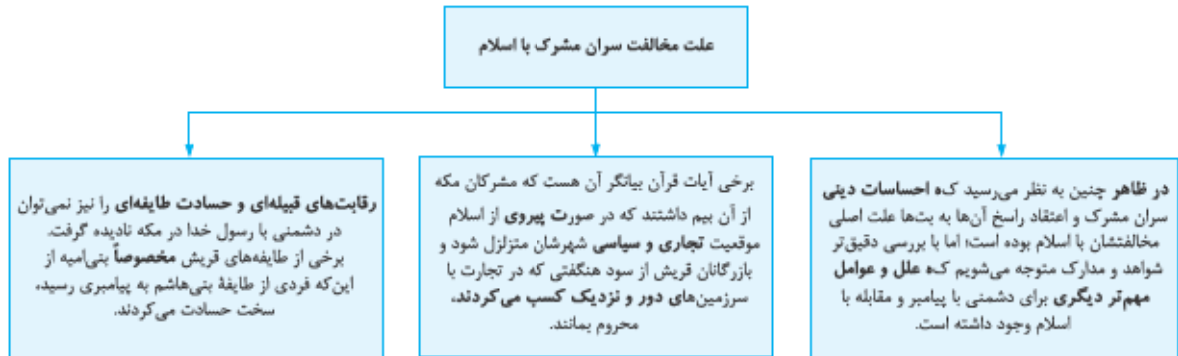 علت مخالفت سران مشرک با اسلام
در ظاهر چنین به نظر می‌رسید که احساسات دینی
سران مشرک و اعتقاد راسخ آن‌ها به بت‌ها علت اصلی
مخالفتشان با اسلام بوده است؛ اما با بررسی دقیق‌تر
شواهد و مدارک متوجه می‌شویم که علل و عوامل
مهم‌تر دیگری برای دشمنی با پیامبر و مقابله با
اسلام وجود داشته است.
برخی آیات قرآن بیانگر آن هست که مشرکان مکه
از آن بیم داشتند که در صورت پیروی از اسلام
موقعیت تجاری و سیاسی شهرشان متزلزل شود و
بازرگانان قریش از سود هنگفتی که در تجارت با
سرزمین‌های دور و نزدیک کسب می‌کردند،
محروم بمانند.
رقابت‌های قبیله‌ای و حسادت طایفه‌ای را نیز نمی‌توان
در دشمنی با رسول خدا در مکه نادیده گرفت.
برخی از طایفه‌های قریش مخصوصاً بنی‌امیه از
این‌که فردی از طایفهٔ بنی‌هاشم به پیامبری رسید،
سخت حسادت می‌کردند.